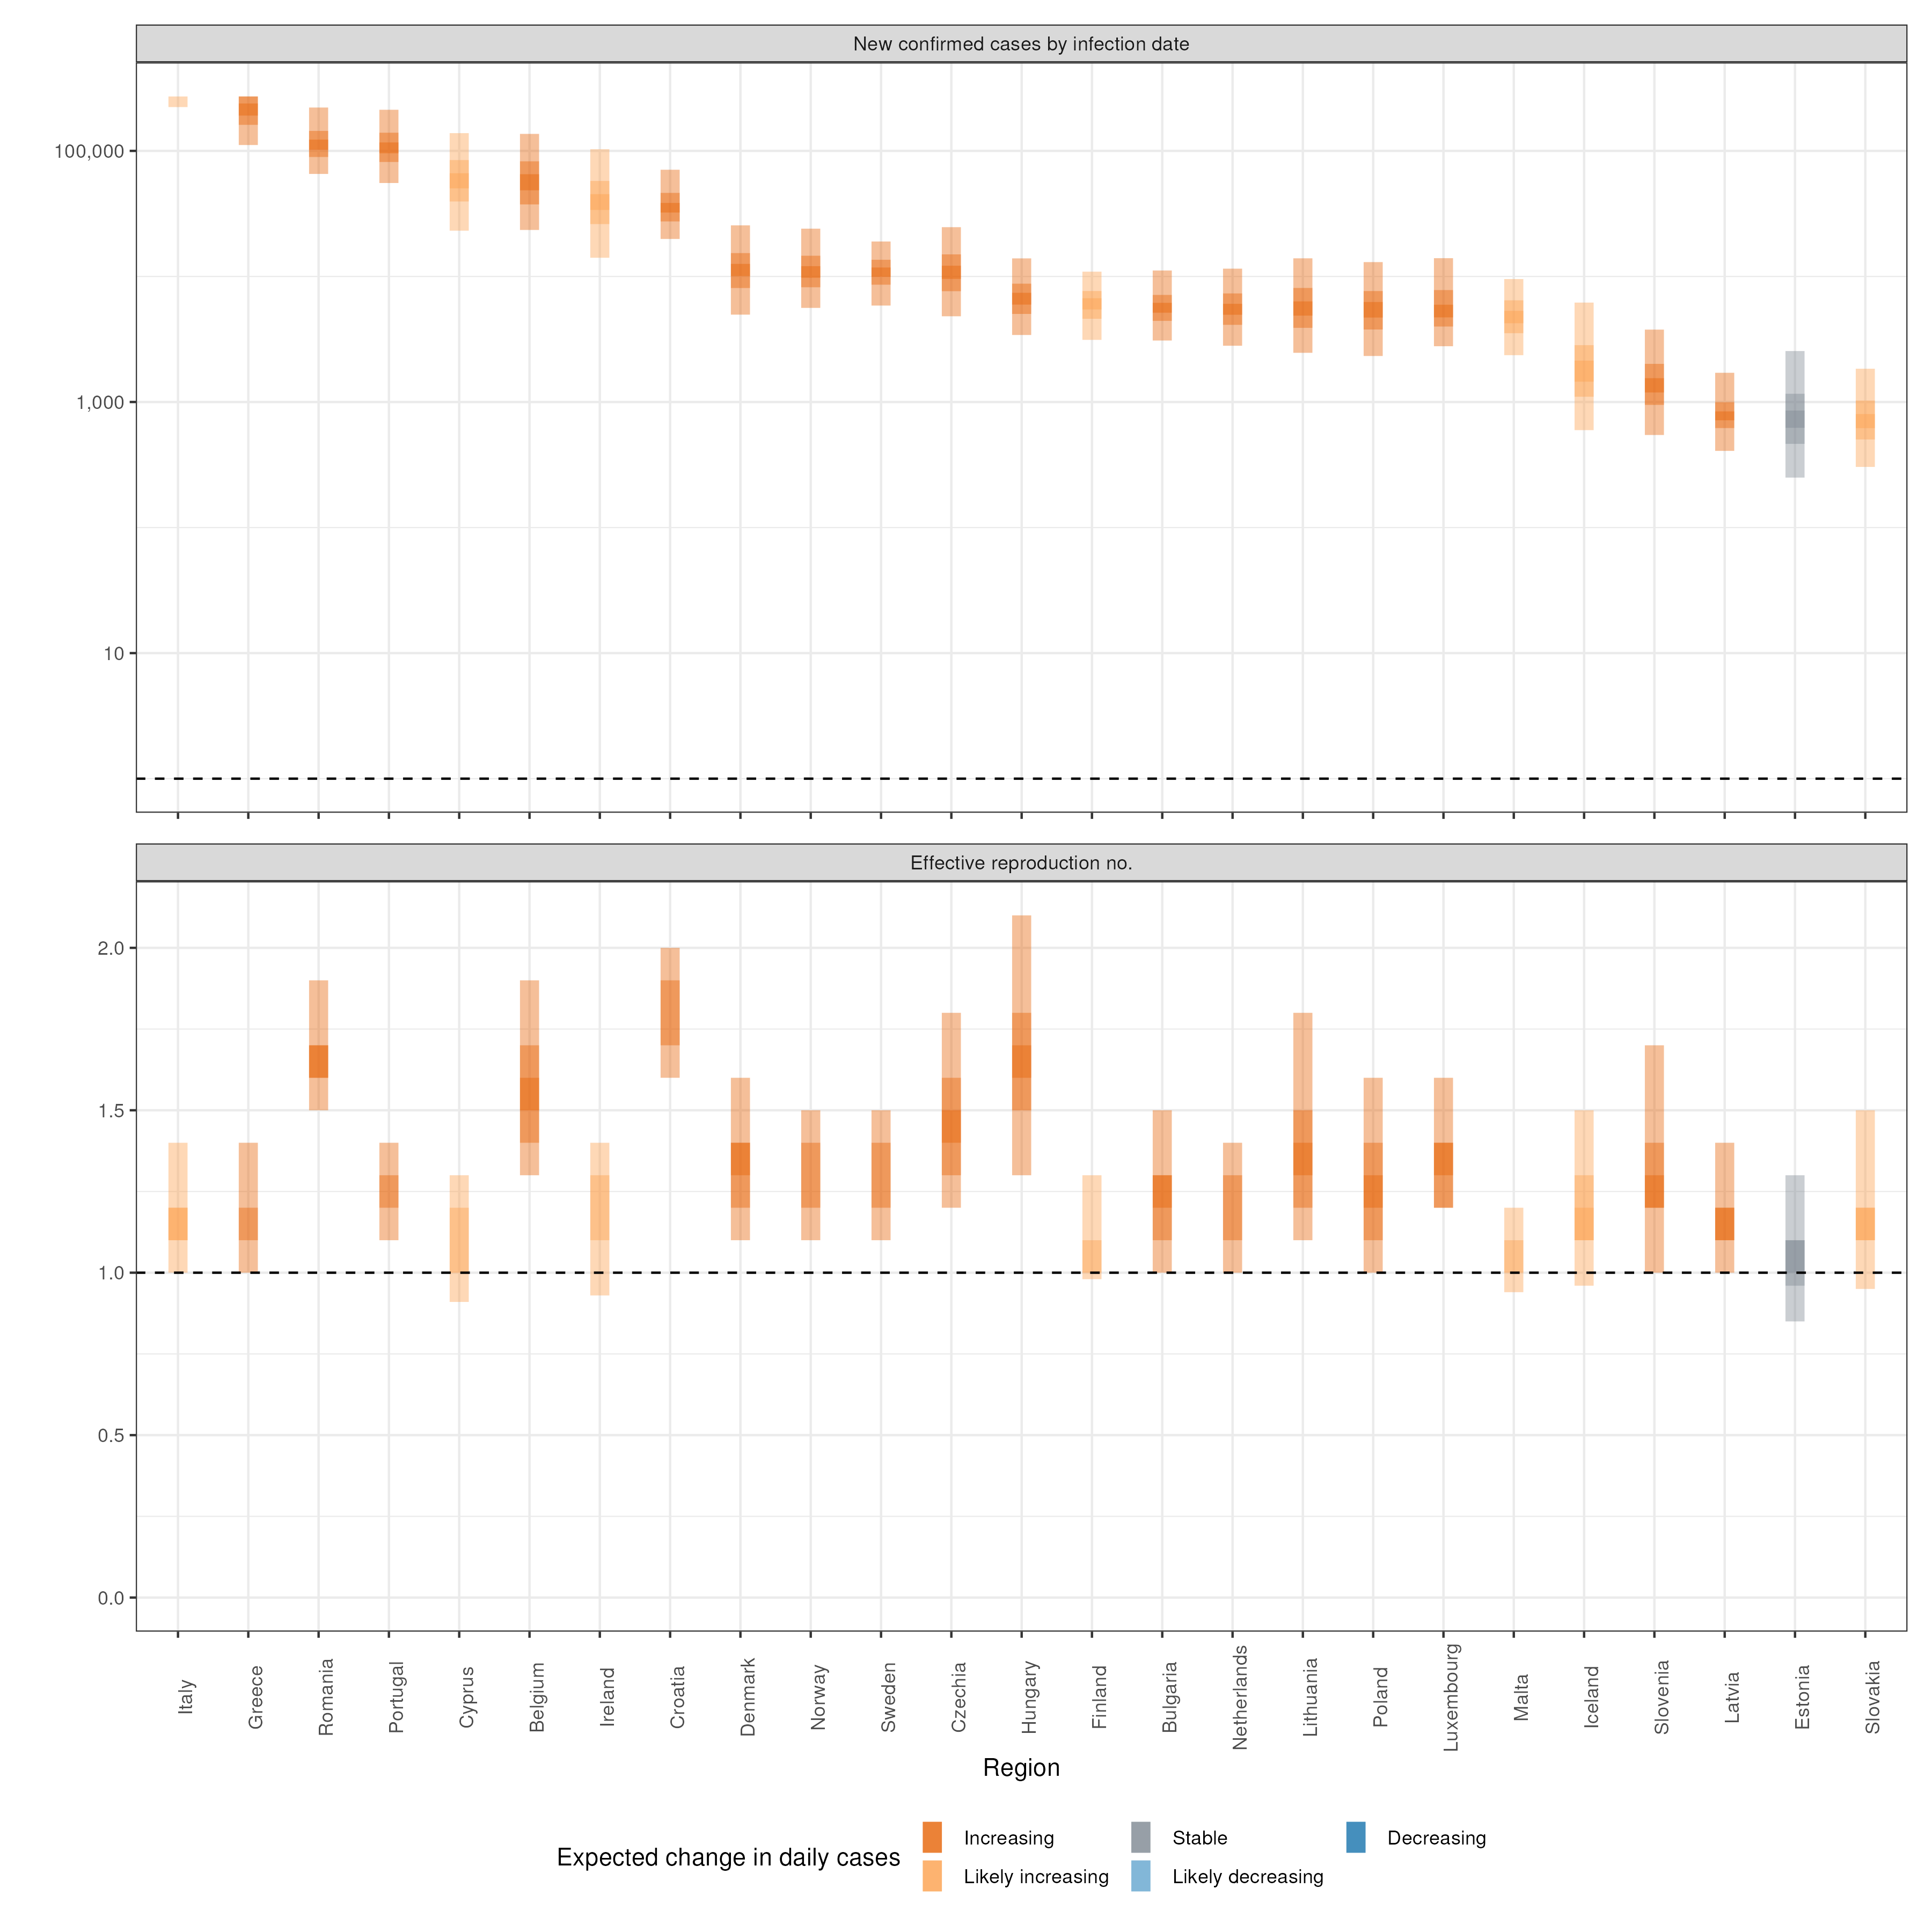 New confirmed cases by infection date
100,000
1,000
10
Effective reproduction no.
2.0
1.5
1.0
0.5
0.0
Italy
Greece
Romania
Portugal
Cyprus
Belgium
Ireland
Croatia
Denmark
Norway
Sweden
Czechia
Hungary
Finland
Bulgaria
Netherlands
Lithuania
Poland
Luxembourg
Malta
Iceland
Slovenia
Latvia
Estonia
Slovakia
Region
Expected change in daily cases
Increasing
Likely increasing
Stable
Likely decreasing
Decreasing